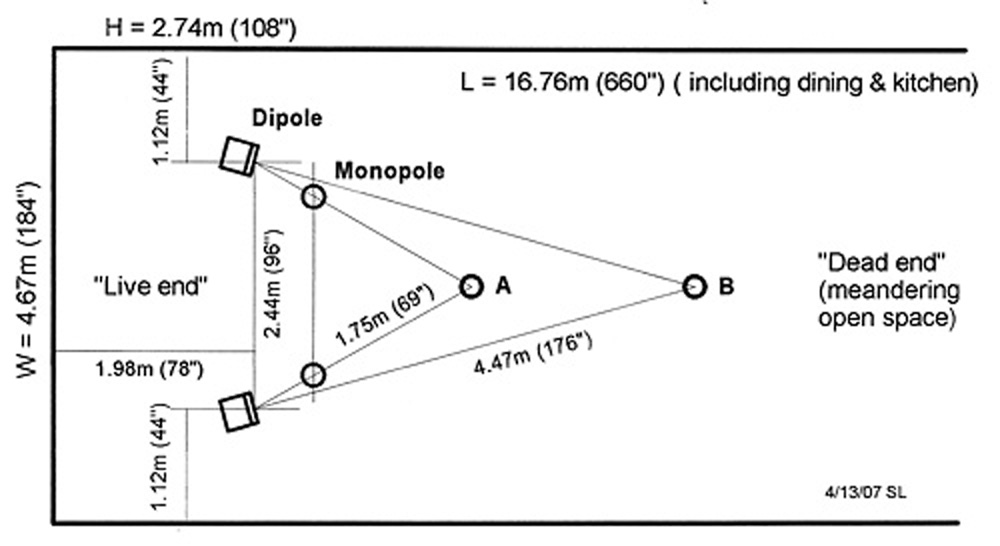 H = 2.74m (108")
L = 16.76m (660") ( including dining & kitchen)
1.12m (44")
Dipole
Monopole
W = 4.67m (184")
"Live end"
2.44m (96")
A
B
"Dead end"
(meandering
open space)
1.75m (69")
4.47m (176")
1.98m (78")
1.12m (44")
4/13/07 SL